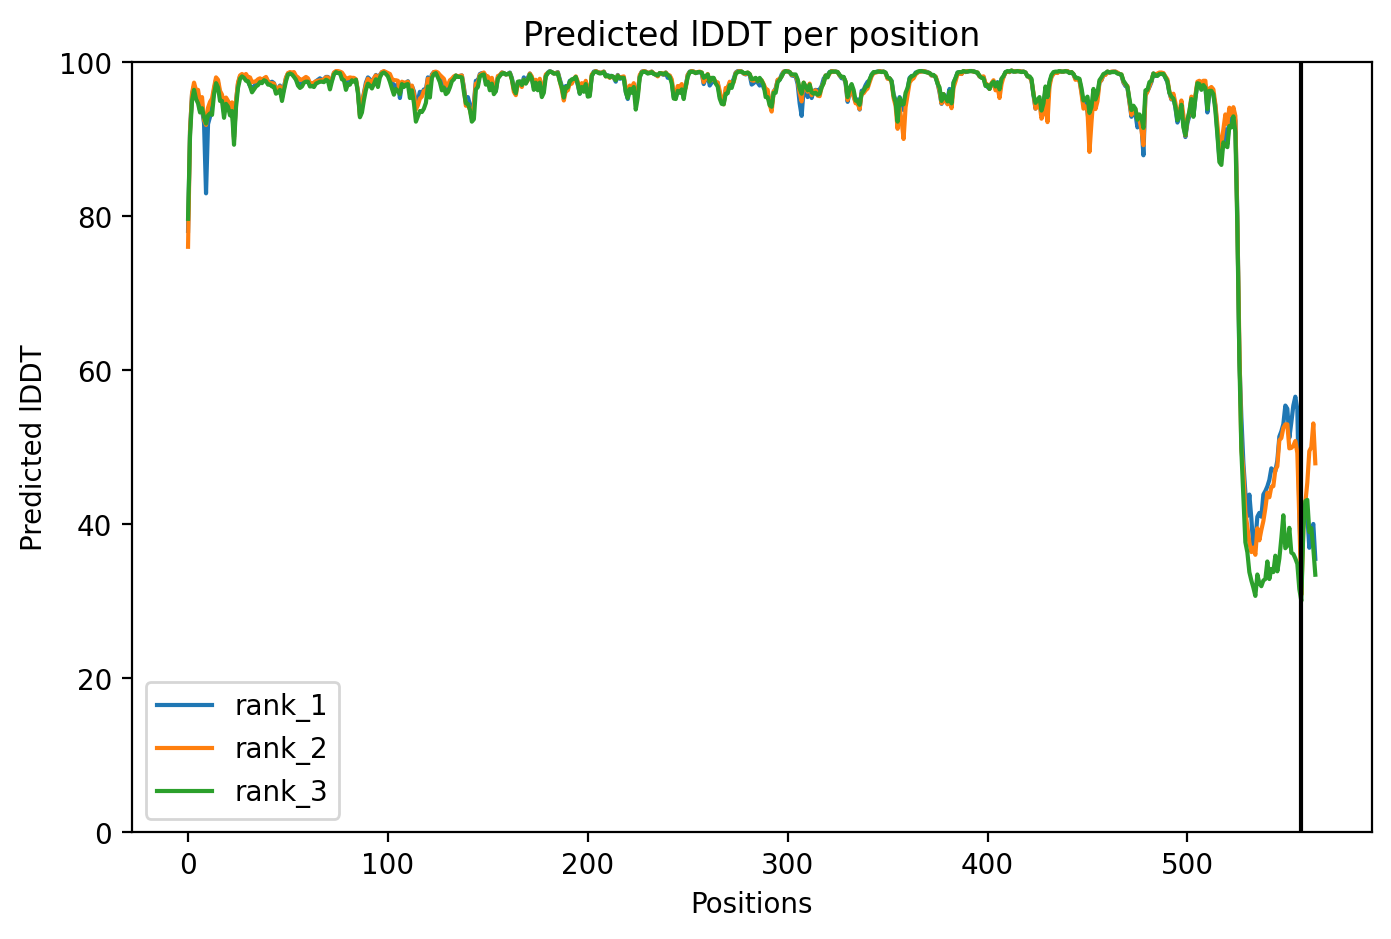 Predicted lDDT per position
100
80
60
40
20
0
Predicted lDDT
rank_1
rank_2
rank_3
0 100 200 300 400 500
Positions